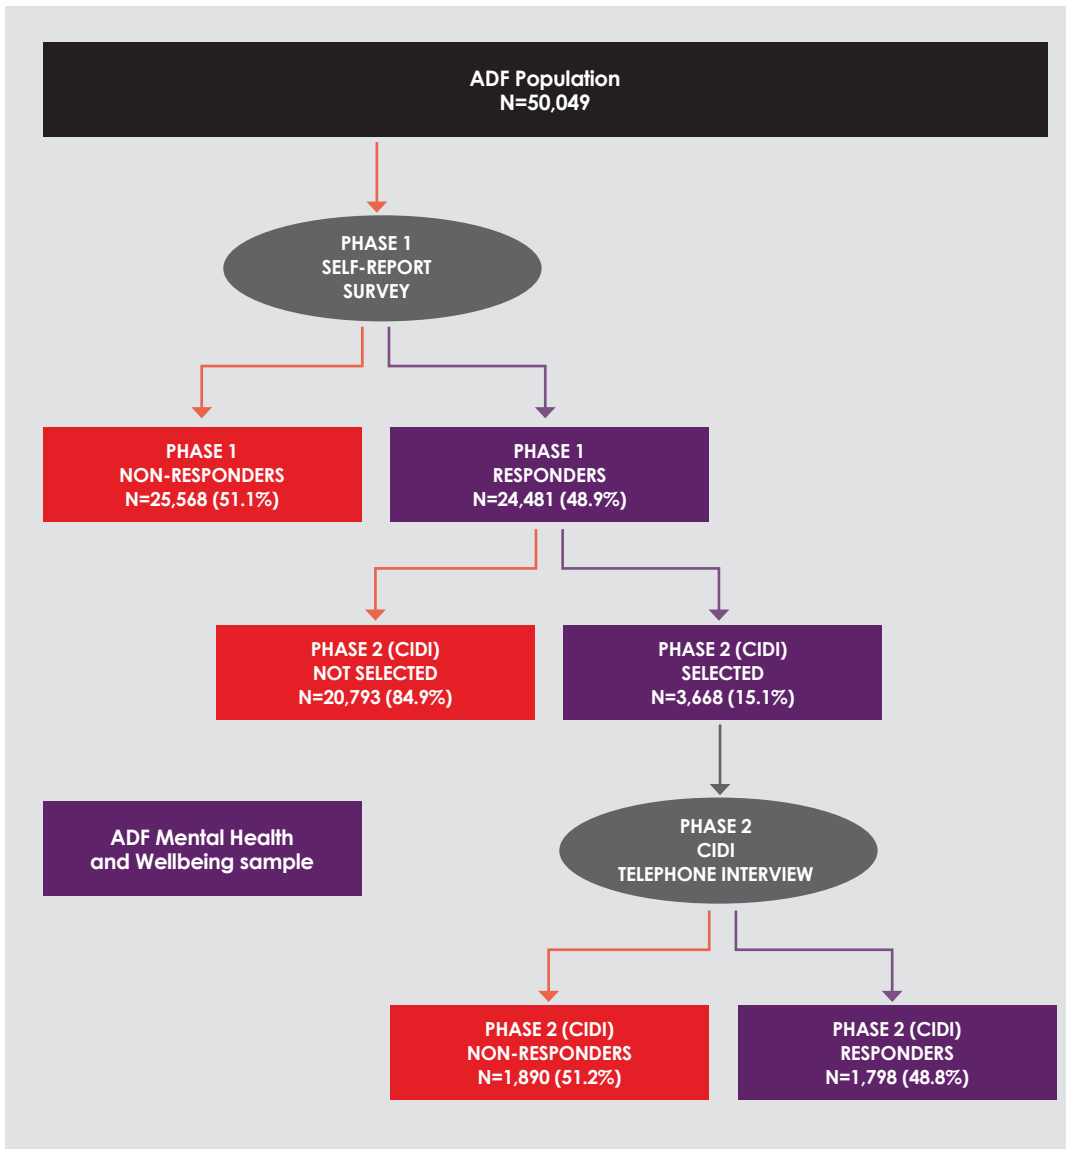 ADF Population
N=50,049
PHASE 1
SELF-REPORT
SURVEY
PHASE 1
NON-RESPONDERS
N=25,568 (51.1%)
PHASE 1
RESPONDERS
N=24,481 (48.9%)
PHASE 2 (CIDI)
NOT SELECTED
N=20,793 (84.9%)
PHASE 2 (CIDI)
SELECTED
N=3,668 (15.1%)
ADF Mental Health
and Wellbeing sample
PHASE 2
CIDI
TELEPHONE INTERVIEW
PHASE 2 (CIDI)
NON-RESPONDERS
N=1,890 (51.2%)
PHASE 2 (CIDI)
RESPONDERS
N=1,798 (48.8%)